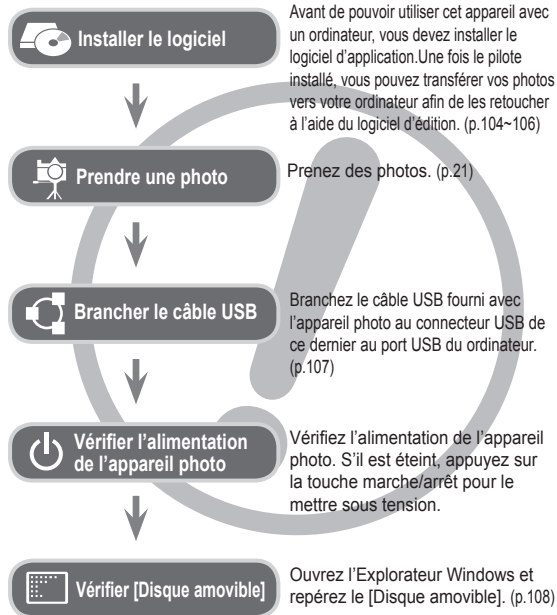 Installer le logiciel
Avant de pouvoir utiliser cet appareil avec
un ordinateur, vous devez installer le
logiciel d'application.Une fois le pilote
installé, vous pouvez transférer vos photos
vers votre ordinateur afin de les retoucher
à l'aide du logiciel d'édition. (p.104~106)
Prendre une photo
Prenez des photos. (p.21)
Brancher le câble USB
Branchez le câble USB fourni avec
l'appareil photo au connecteur USB de
ce dernier au port USB du ordinateur.
(p.107)
Vérifier l'alimentation
de l'appareil photo
Vérifiez l'alimentation de l'appareil
photo. S'il est éteint, appuyez sur
la touche marche/arrêt pour le
mettre sous tension.
Vérifier [Disque amovible]
Ouvrez l'Explorateur Windows et
repérez le [Disque amovible]. (p.108)